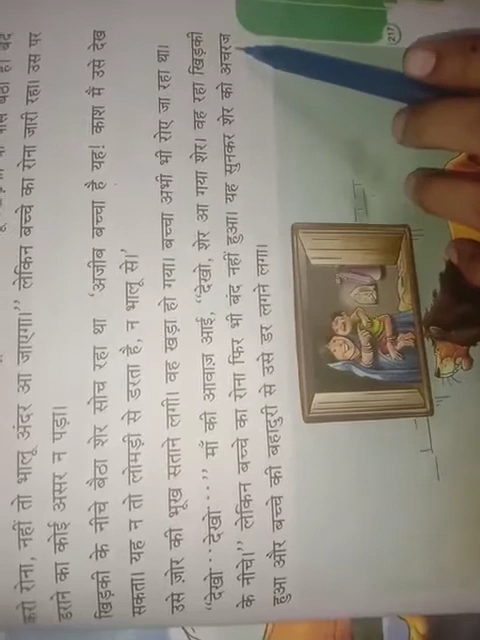 करो रोना, नहीं तो भालू अंदर आ जाएगा।” लेकिन बच्चे का रोना जारी रहा। उस पर
डराने का कोई असर न पड़ा।
खिड़की के नीचे बैठा शेर सोच रहा था ‘अजीब बच्चा है यह! काश मैं उसे देख
सकता। यह न तो लोमड़ी से डरता है, न भालू से।’
उसे ज़ोर की भूख सताने लगी। वह खड़ा हो गया। बच्चा अभी भी रोए जा रहा था।
“देखो...देखो...” माँ की आवाज़ आई, “देखो, शेर आ गया शेर। वह रहा खिड़की
के नीचे।” लेकिन बच्चे का रोना फिर भी बंद नहीं हुआ। यह सुनकर शेर को अचरज
हुआ और बच्चे की बहादुरी से उसे डर लगने लगा।
217